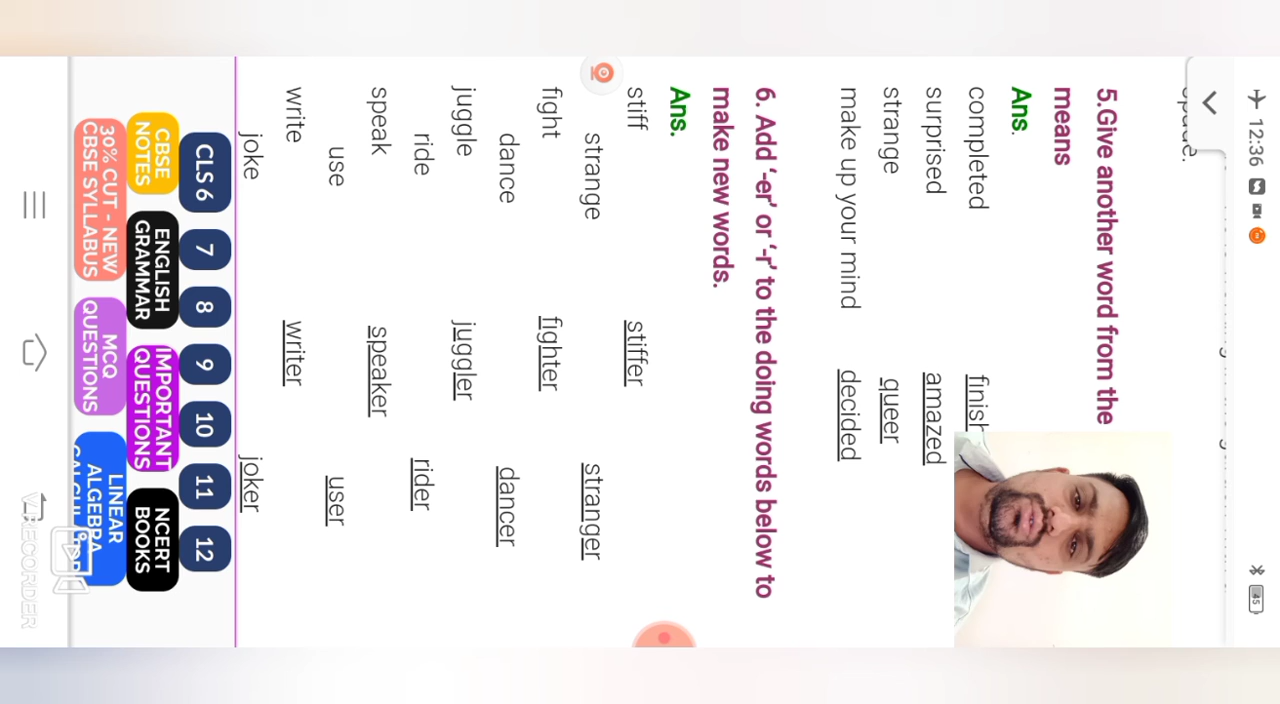 12:36
45
5.Give another word from the
means
Ans.
completed
surprised amazed
strange queer
make up your mind decided
6. Add '-er' or '-r' to the doing words below to
make new words.
Ans.
stiff stiffer
strange stranger
fight fighter
dance dancer
juggle juggler
ride rider
speak speaker
use user
write writer
joke joker
CLS 6 7 8 9 10 11 12
CBSE NOTES
ENGLISH GRAMMAR
IMPORTANT QUESTIONS
NCERT BOOKS
30% CUT - NEW CBSE SYLLABUS
MCQ QUESTIONS
LINEAR ALGEBRA
RECORDER